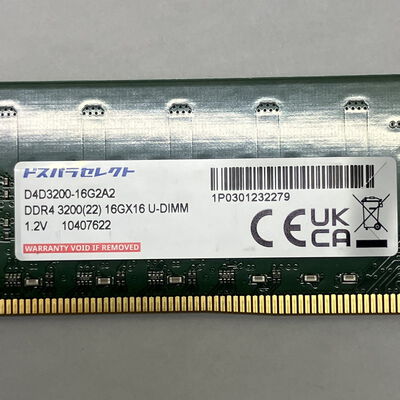 ドスパラセレクト
D4D3200-16G2A2
DDR4 3200(22) 16GX16 U-DIMM
1.2V 10407622
WARRANTY VOID IF REMOVED
1P0301232279
CE UK CA